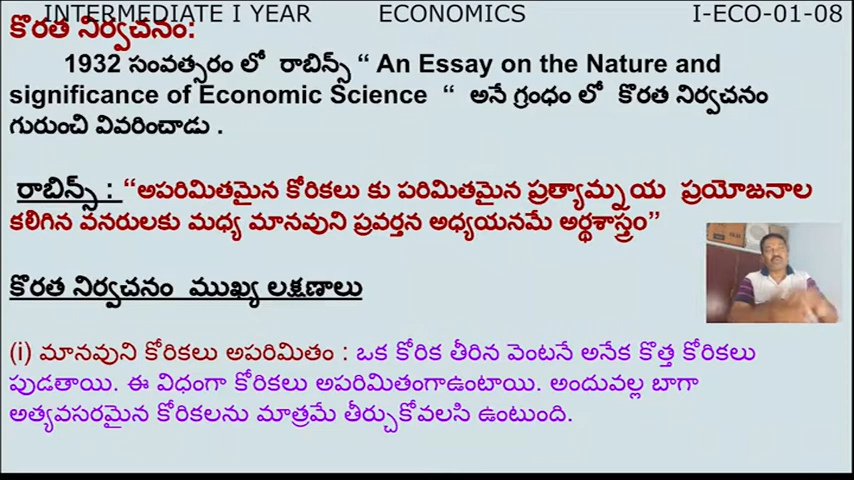 INTERMEDIATE I YEAR ECONOMICS I-ECO-01-08
కొరత నిర్వచనం:
1932 సంవత్సరం లో రాబిన్స్ “ An Essay on the Nature and
significance of Economic Science “ అనే గ్రంధం లో కొరత నిర్వచనం
గురుంచి వివరించాడు .
రాబిన్స్ : “అపరిమితమైన కోరికలు కు పరిమితమైన ప్రత్యామ్నయ ప్రయోజనాల
కలిగిన వనరులకు మధ్య మానవుని ప్రవర్తన అధ్యయనమే అర్థశాస్త్రం”
కొరత నిర్వచనం ముఖ్య లక్షణాలు
(i) మానవుని కోరికలు అపరిమితం : ఒక కోరిక తీరిన వెంటనే అనేక కొత్త కోరికలు
పుడతాయి. ఈ విధంగా కోరికలు అపరిమితంగాఉంటాయి. అందువల్ల బాగా
అత్యవసరమైన కోరికలను మాత్రమే తీర్చుకోవలసి ఉంటుంది.